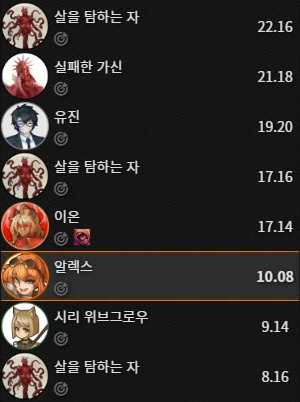 살을 탐하는 자
22.16
실패한 가신
21.18
유진
19.20
살을 탐하는 자
17.16
이온
17.14
알렉스
10.08
시리 위브그로우
9.14
살을 탐하는 자
8.16